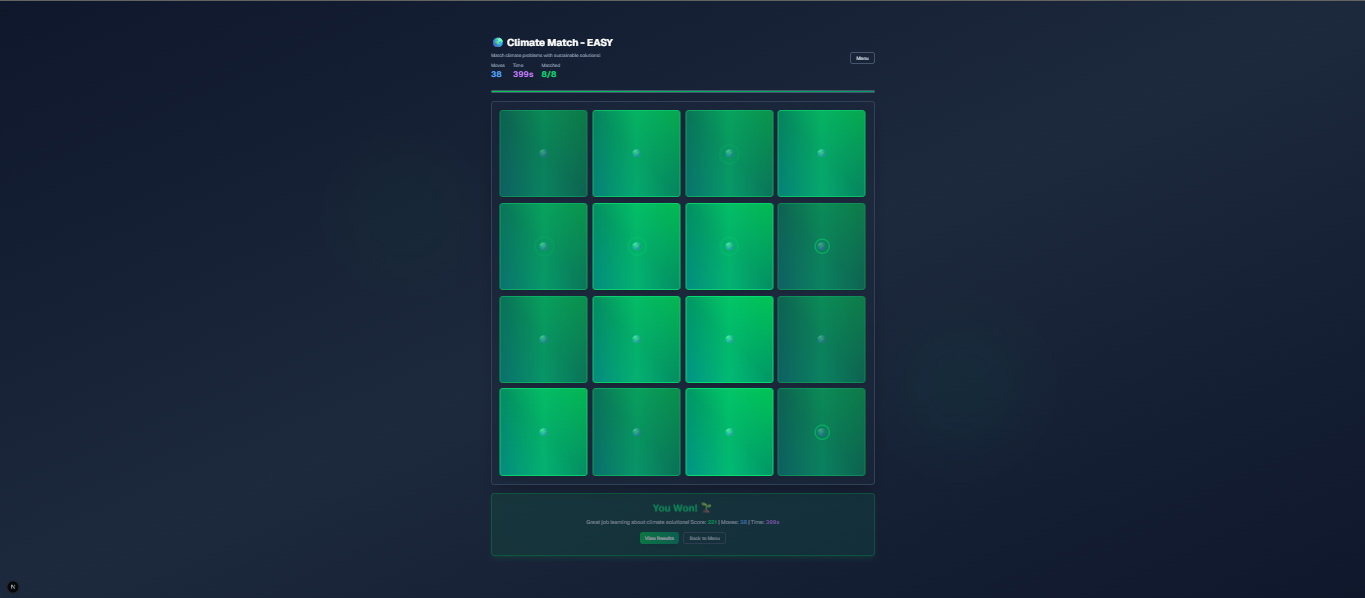 Climate Match - EASY
Match climate problems with sustainable solutions!
Menu
Moves Time Matched
38 399s 8/8
You Won!
Great job learning about climate solutions! Score: | Moves: 38 | Time: 399s
View Results Back to Menu
N